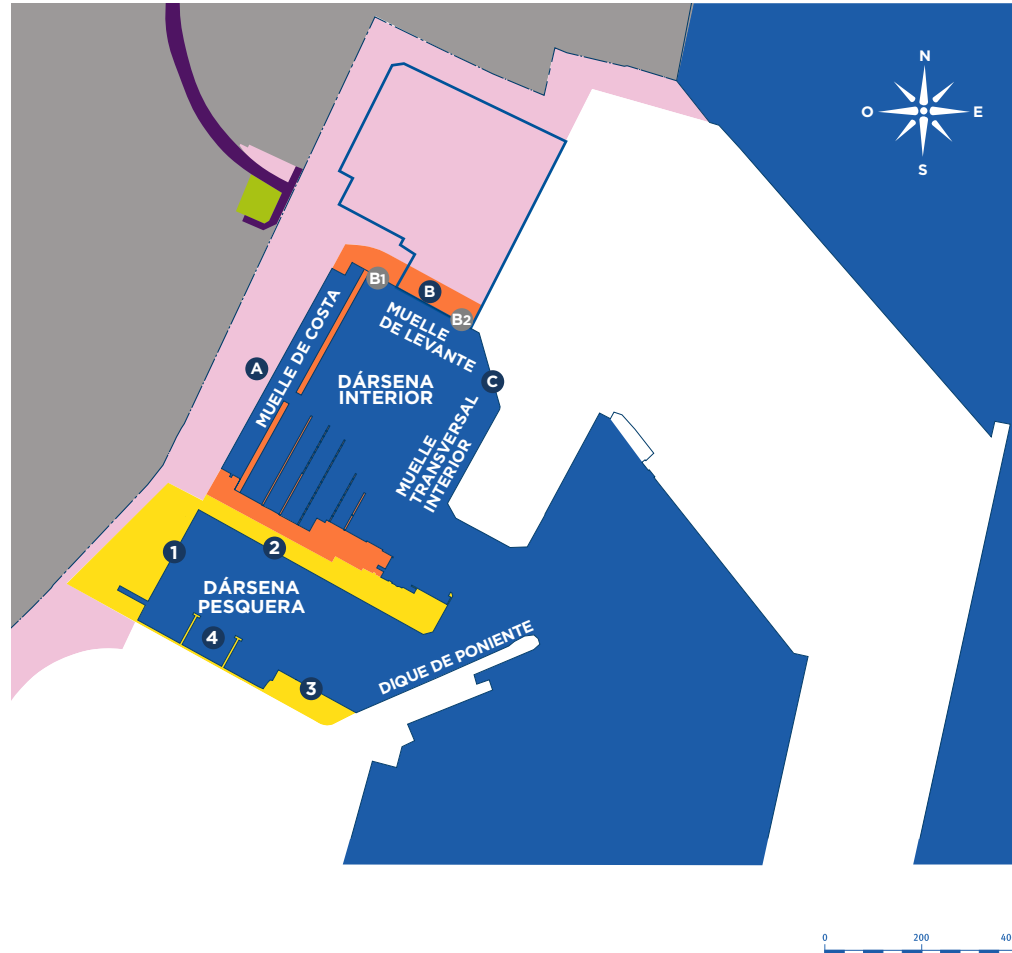 N
O
E
S
B1
B
B2
MUELLE
DE LEVANTE
A
MUELLE DE COSTA
C
DÁRSENA
INTERIOR
MUELLE
TRANSVERSAL
INTERIOR
1
2
DÁRSENA
PESQUERA
4
3
DIQUE DE PONIENTE
0
200
40